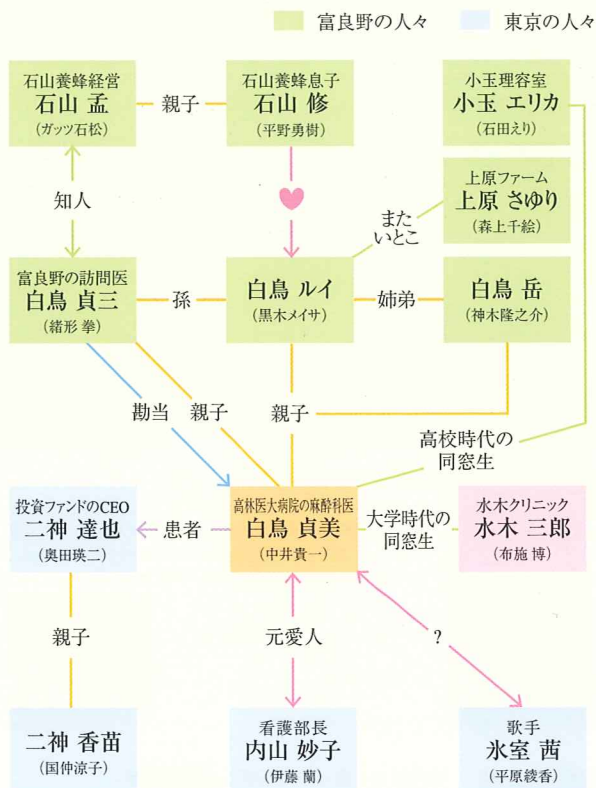 富良野の人々
東京の人々
石山養蜂経営
石山 孟
(ガッツ石松)
親子
石山養蜂息子
石山 修
(平野勇樹)
小玉理容室
小玉 エリカ
(石田えり)
知人
上原ファーム
上原 さゆり
(森上千絵)
また
いとこ
富良野の訪問医
白鳥 貞三
(緒形 拳)
孫
白鳥 ルイ
(黒木メイサ)
姉弟
白鳥 岳
(神木隆之介)
勘当
親子
親子
高校時代の
同窓生
投資ファンドのCEO
二神 達也
(奥田瑛二)
患者
高林医大病院の麻酔科医
白鳥 貞美
(中井貴一)
大学時代の
同窓生
水木クリニック
水木 三郎
(布施 博)
親子
元愛人
?
二神 香苗
(国仲涼子)
看護部長
内山 妙子
(伊藤 蘭)
歌手
氷室 茜
(平原綾香)